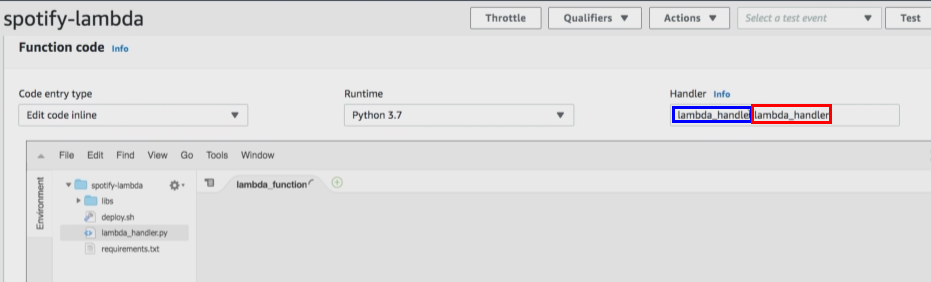 spotify-lambda
Throttle
Qualifiers
Actions
Select a test event
Test
Function code Info
Code entry type
Runtime
Handler Info
Edit code inline
Python 3.7
lambda_handler lambda_handler
File Edit Find View Go Tools Window
Environment
spotify-lambda
lambda_function
libs
deploy.sh
lambda_handler.py
requirements.txt